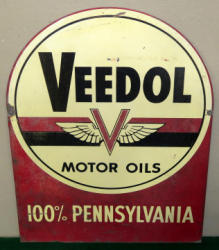 VEEDOL
V
MOTOR OILS
100% PENNSYLVANIA